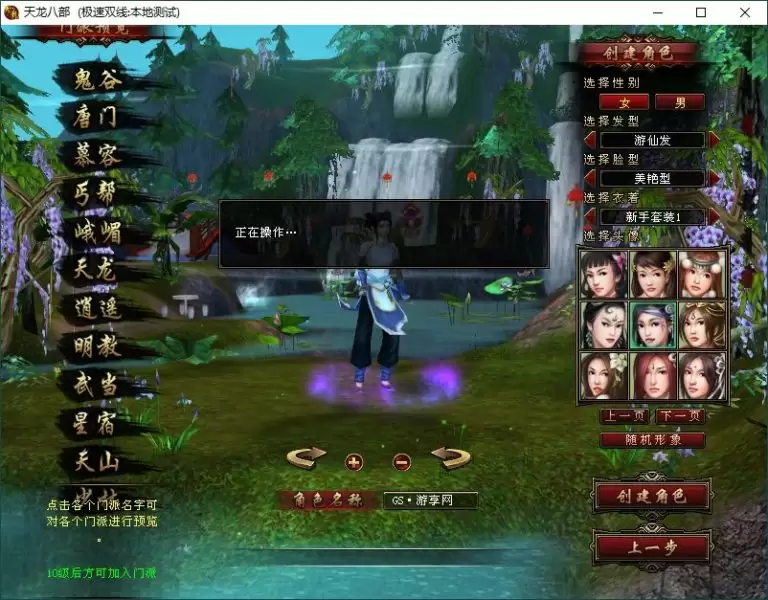 天龙八部 (极速双线:本地测试)
门派预览
鬼谷
唐门
慕容
丐帮
峨嵋
天龙
逍遥
明教
武当
星宿
天山
少林
点击各个门派名字可
对各个门派进行预览
。
10级后方可加入门派
正在操作…
角色名称
GS·游享网
创建角色
选择性别
女
男
选择发型
游仙发
选择脸型
美艳型
选择衣着
新手套装1
选择头像
上一页
下一页
随机形象
创建角色
上一步